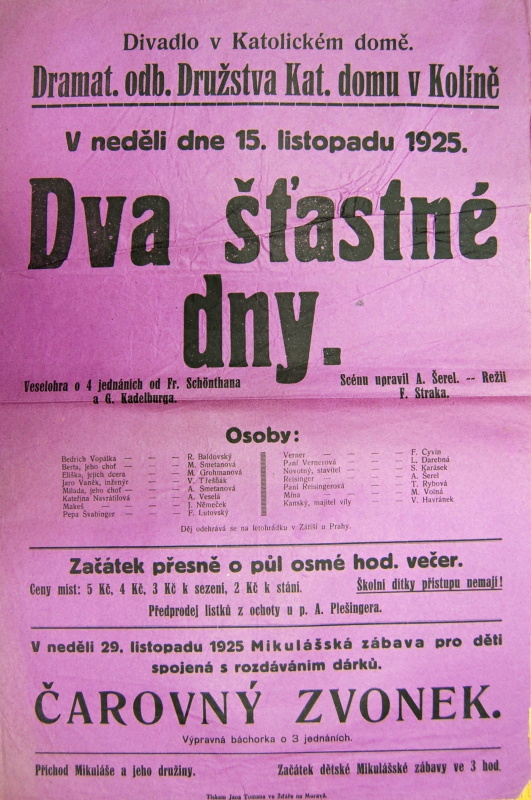 Divadlo v Katolickém domě.
Dramat. odb. Družstva Kat. domu v Kolíně
V neděli dne 15. listopadu 1925.
Dva šťastné
dny.
Veselohra o 4 jednáních od Fr. Schönthana
a G. Kadelburga.
Scénu upravil A. Šerel. -- Režii
F. Straka.
Osoby:
Bedřich Vopálka — — — R. Baldovský
Berta, jeho choť — — — M. Smetanová
Eliška, jejich dcera — — M. Grohmanová
Jaro Vaněk, inženýr — — V. Třešňák
Milada, jeho choť — — — A. Smetanová
Kateřina Navrátilová — — A. Veselá
Makeš — — — — J. Němeček
Pepa Švabinger — — — F. Lutovský
Verner — — — — F. Cyvín
Paní Vernerová — — — L. Darebná
Novotný, stavitel — — — S. Karásek
Reisinger — — — A. Šerel
Paní Reisingerová — — T. Rybová
Mína — — — — M. Volná
Kanský, majitel vily — — V. Havránek
Děj odehrává se na letohrádku v Zátiší u Prahy.
Začátek přesně o půl osmé hod. večer.
Ceny míst: 5 Kč, 4 Kč, 3 Kč k sezení, 2 Kč k stání.
Školní dítky přístupu nemají!
Předprodej lístků z ochoty u p. A. Plešingera.
V neděli 29. listopadu 1925 Mikulášská zábava pro děti
spojená s rozdáváním dárků.
ČAROVNÝ ZVONEK.
Výpravná báchorka o 3 jednáních.
Příchod Mikuláše a jeho družiny.
Začátek dětské Mikulášské zábavy ve 3 hod.
Tiskem Jana Tomana ve Žďáře na Moravě.